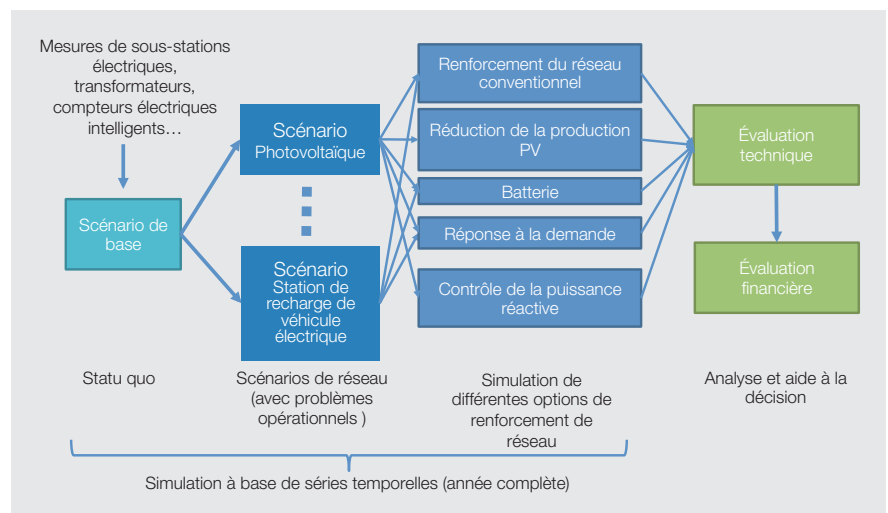 Mesures de sous-stations
électriques,
transformateurs,
compteurs électriques
intelligents…
Scénario de
base
Statu quo
Scénario
Photovoltaïque
Scénario
Station de
recharge de
véhicule
électrique
Scénarios de réseau
(avec problèmes
opérationnels )
Renforcement du réseau
conventionnel
Réduction de la production
PV
Batterie
Réponse à la demande
Contrôle de la puissance
réactive
Simulation de
différentes options de
renforcement de
réseau
Évaluation
technique
Évaluation
financière
Analyse et aide à la
décision
Simulation à base de séries temporelles (année complète)